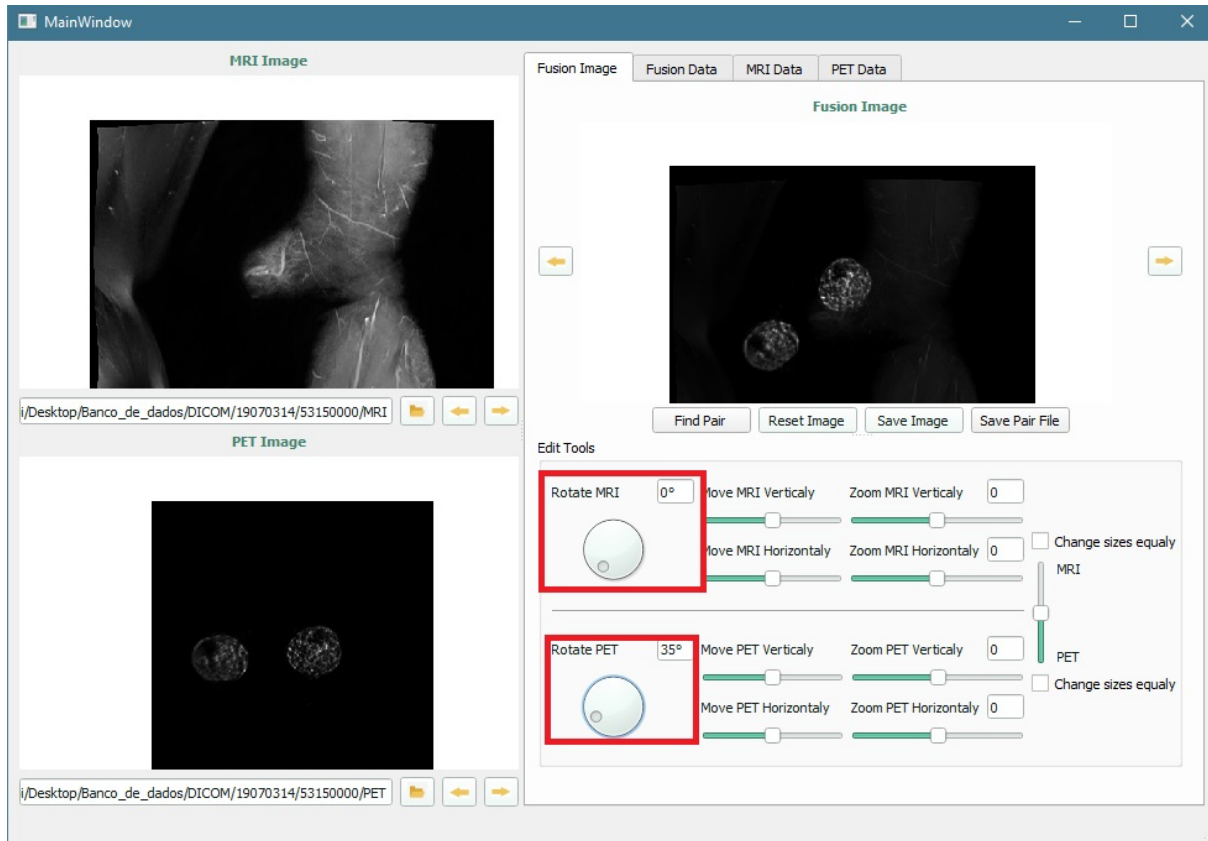 MainWindow
MRI Image
i/Desktop/Banco_de_dados/DICOM/19070314/53150000/MRI
PET Image
i/Desktop/Banco_de_dados/DICOM/19070314/53150000/PET
Fusion Image
Fusion Data
MRI Data
PET Data
Fusion Image
Find Pair
Reset Image
Save Image
Save Pair File
Edit Tools
Rotate MRI
0°
Move MRI Verticaly
Zoom MRI Verticaly
0
Move MRI Horizontaly
Zoom MRI Horizontaly
0
Change sizes equaly
MRI
Rotate PET
35°
Move PET Verticaly
Zoom PET Verticaly
0
PET
Change sizes equaly
Move PET Horizontaly
Zoom PET Horizontaly
0